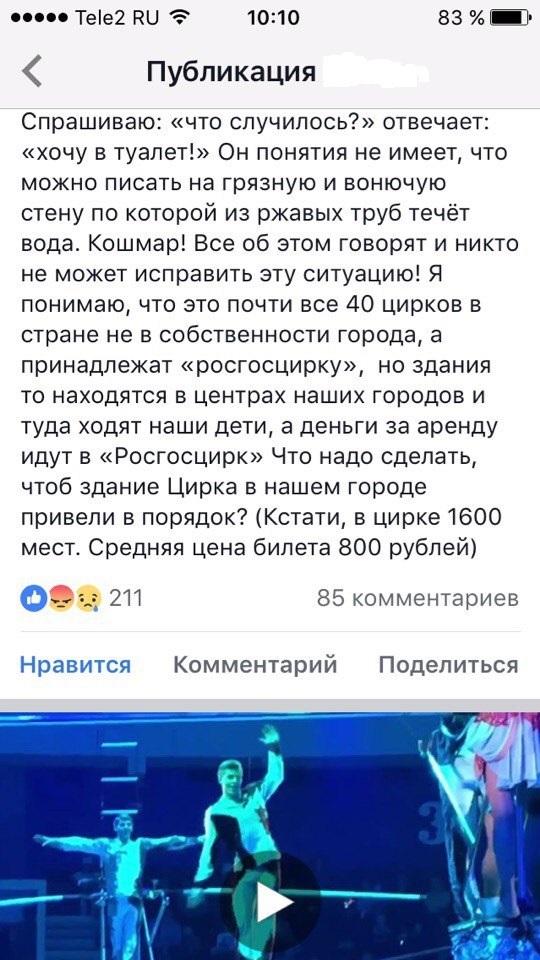 Tele2 RU 10:10 83 %
Публикация
Спрашиваю: «что случилось?» отвечает:
«хочу в туалет!» Он понятия не имеет, что
можно писать на грязную и вонючую
стену по которой из ржавых труб течёт
вода. Кошмар! Все об этом говорят и никто
не может исправить эту ситуацию! Я
понимаю, что это почти все 40 цирков в
стране не в собственности города, а
принадлежат «росгосцирку»,  но здания
то находятся в центрах наших городов и
туда ходят наши дети, а деньги за аренду
идут в «Росгосцирк» Что надо сделать,
чтоб здание Цирка в нашем городе
привели в порядок? (Кстати, в цирке 1600
мест. Средняя цена билета 800 рублей)
211 85 комментариев
Нравится Комментарий Поделиться